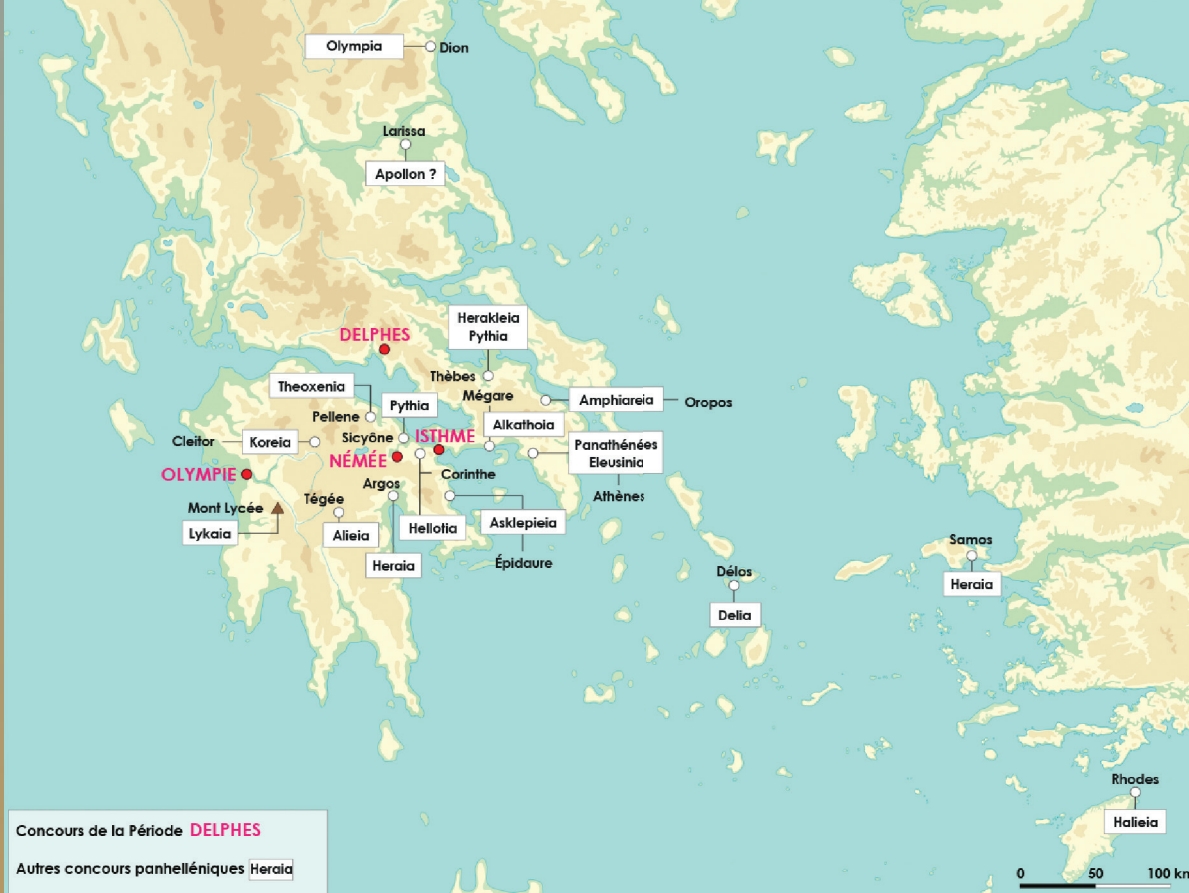 Olympia
Dion
Larissa
Apollon ?
Herakleia
Pythia
DELPHES
Thèbes
Theoxenia
Mégare
Pythia
Amphiareia
Oropos
Pellene
Alkathoia
Cleitor
Koreia
Sicyône
ISTHME
Panathénées
Eleusinia
NÉMÉE
OLYMPIE
Corinthe
Argos
Athènes
Tégée
Mont Lycée
Hellotia
Asklepieia
Lykaia
Alieia
Heraia
Épidaure
Samos
Heraia
Délos
Delia
Rhodes
Halieia
Concours de la Période DELPHES
Autres concours panhelléniques Heraia
0 50 100 km